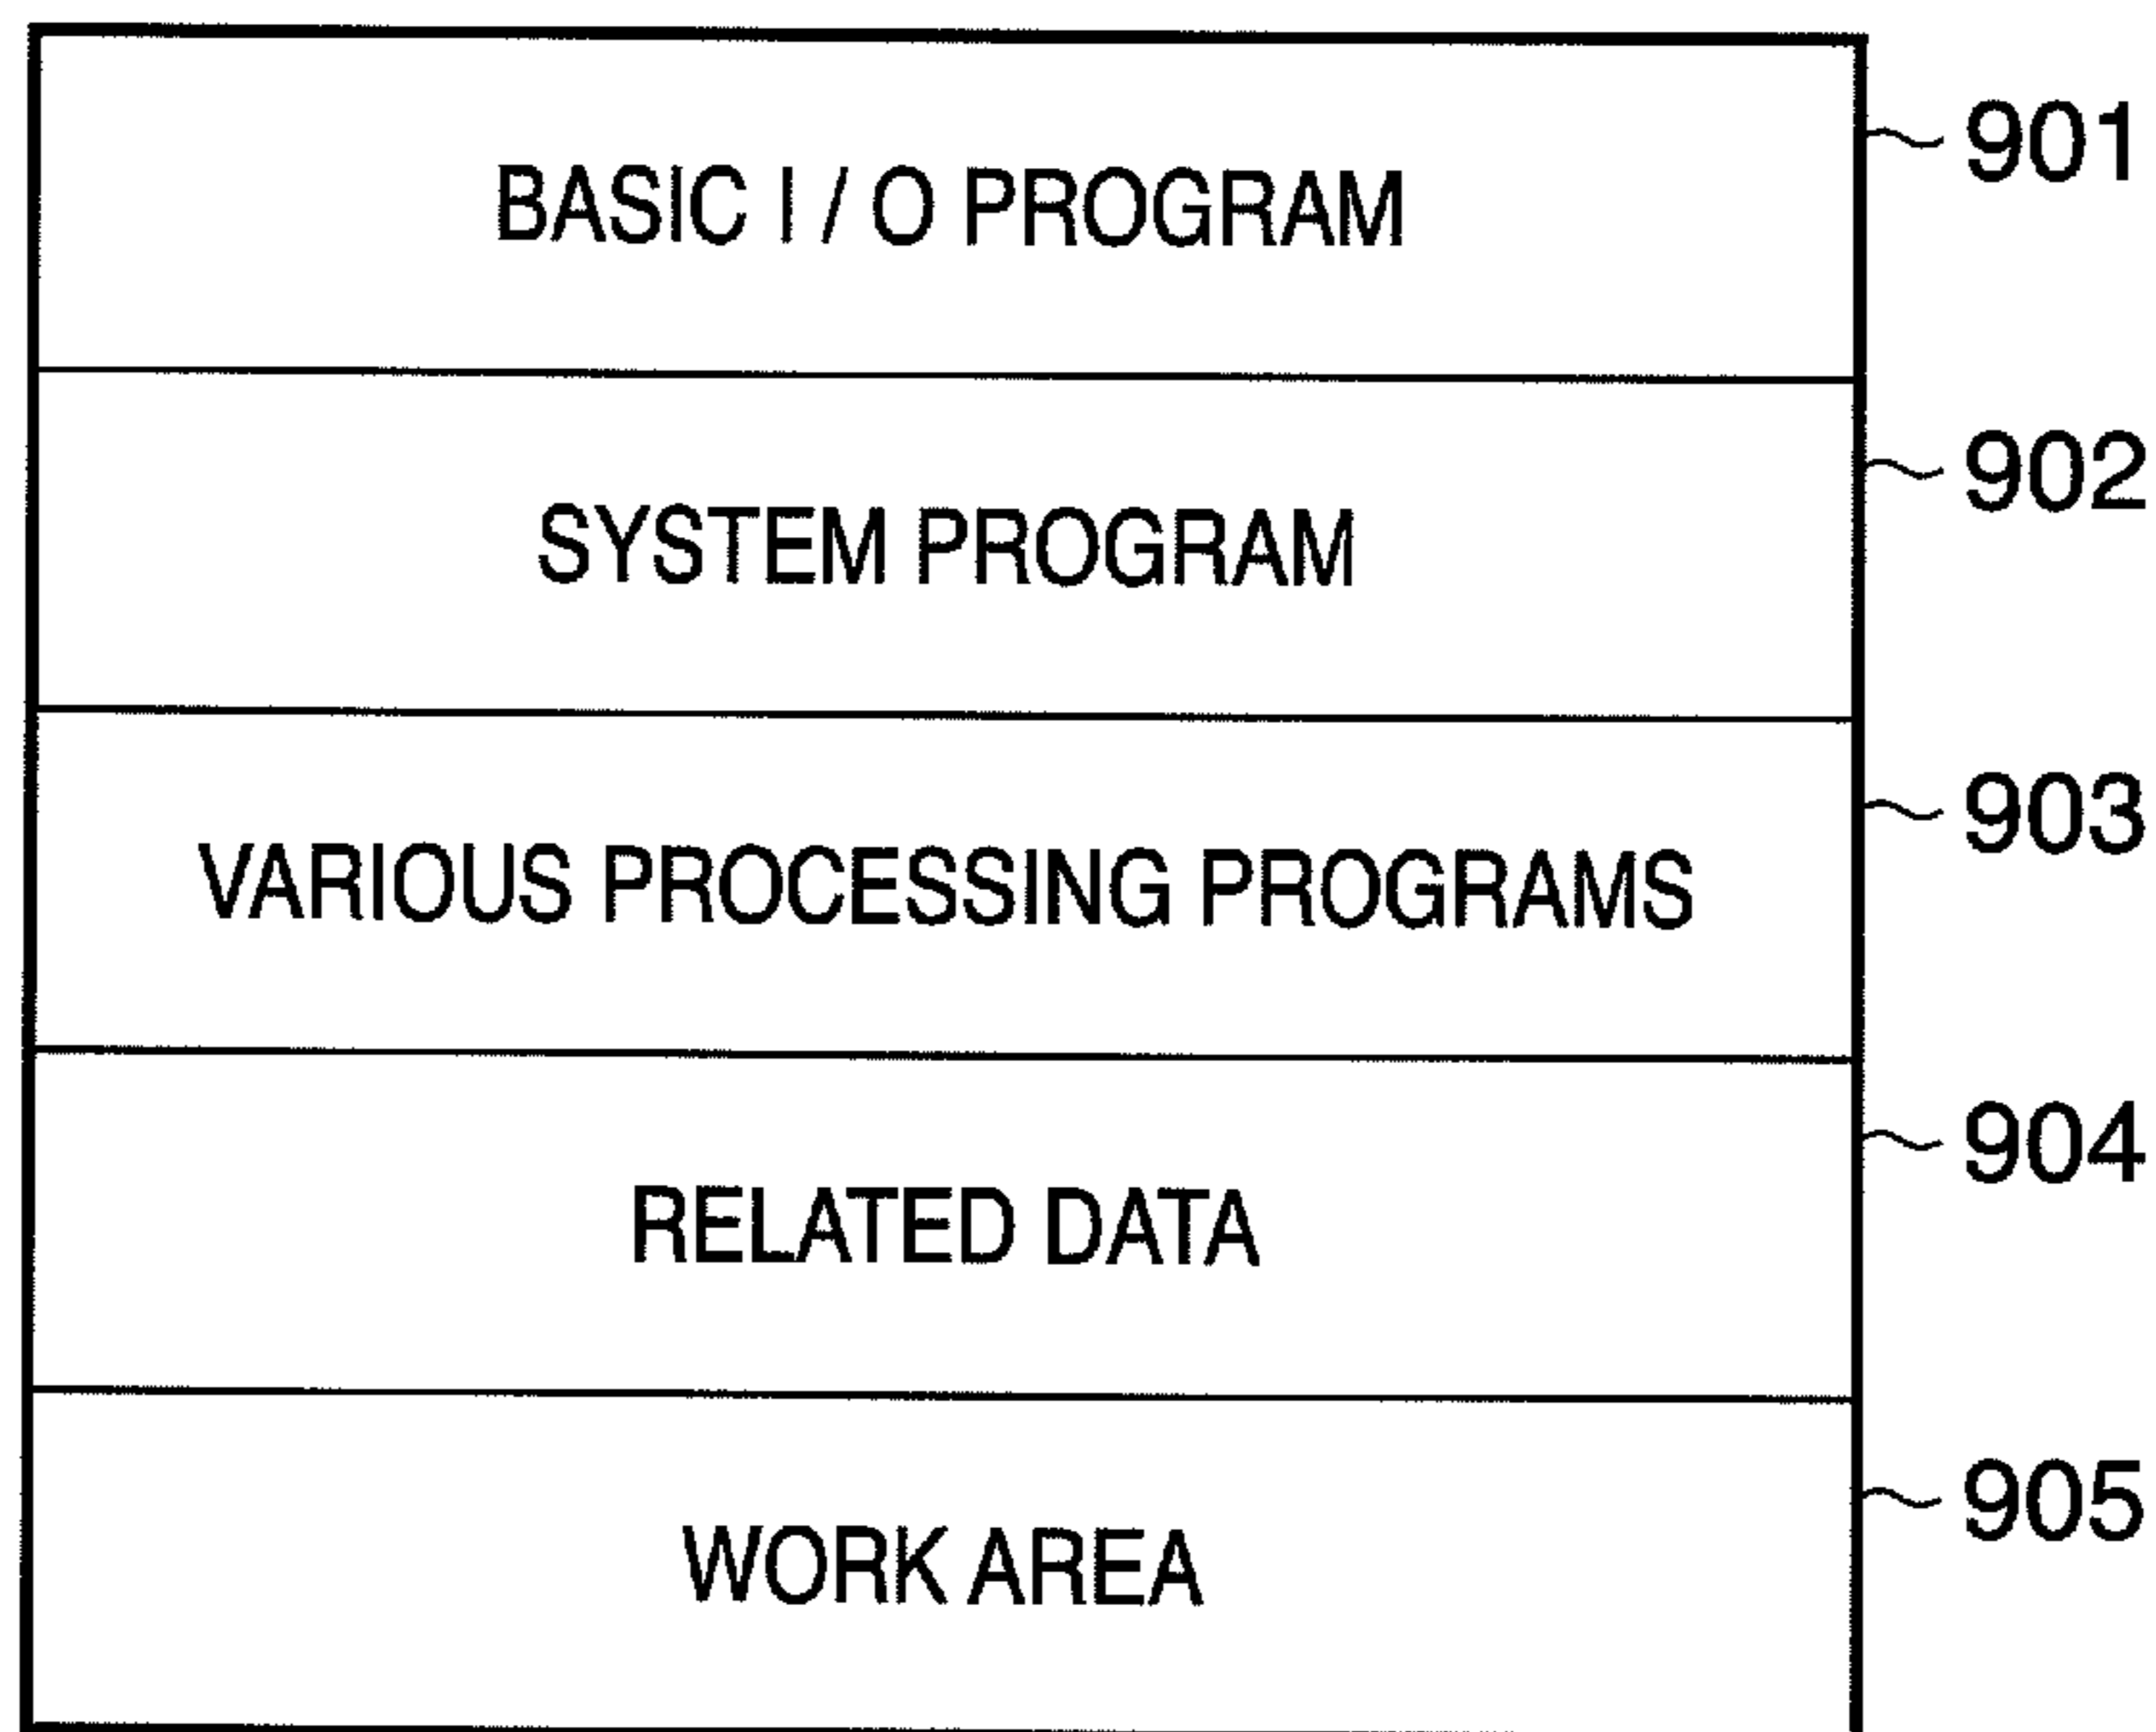 BASIC I / O PROGRAM
901
SYSTEM PROGRAM
902
VARIOUS PROCESSING PROGRAMS
903
RELATED DATA
904
WORK AREA
905